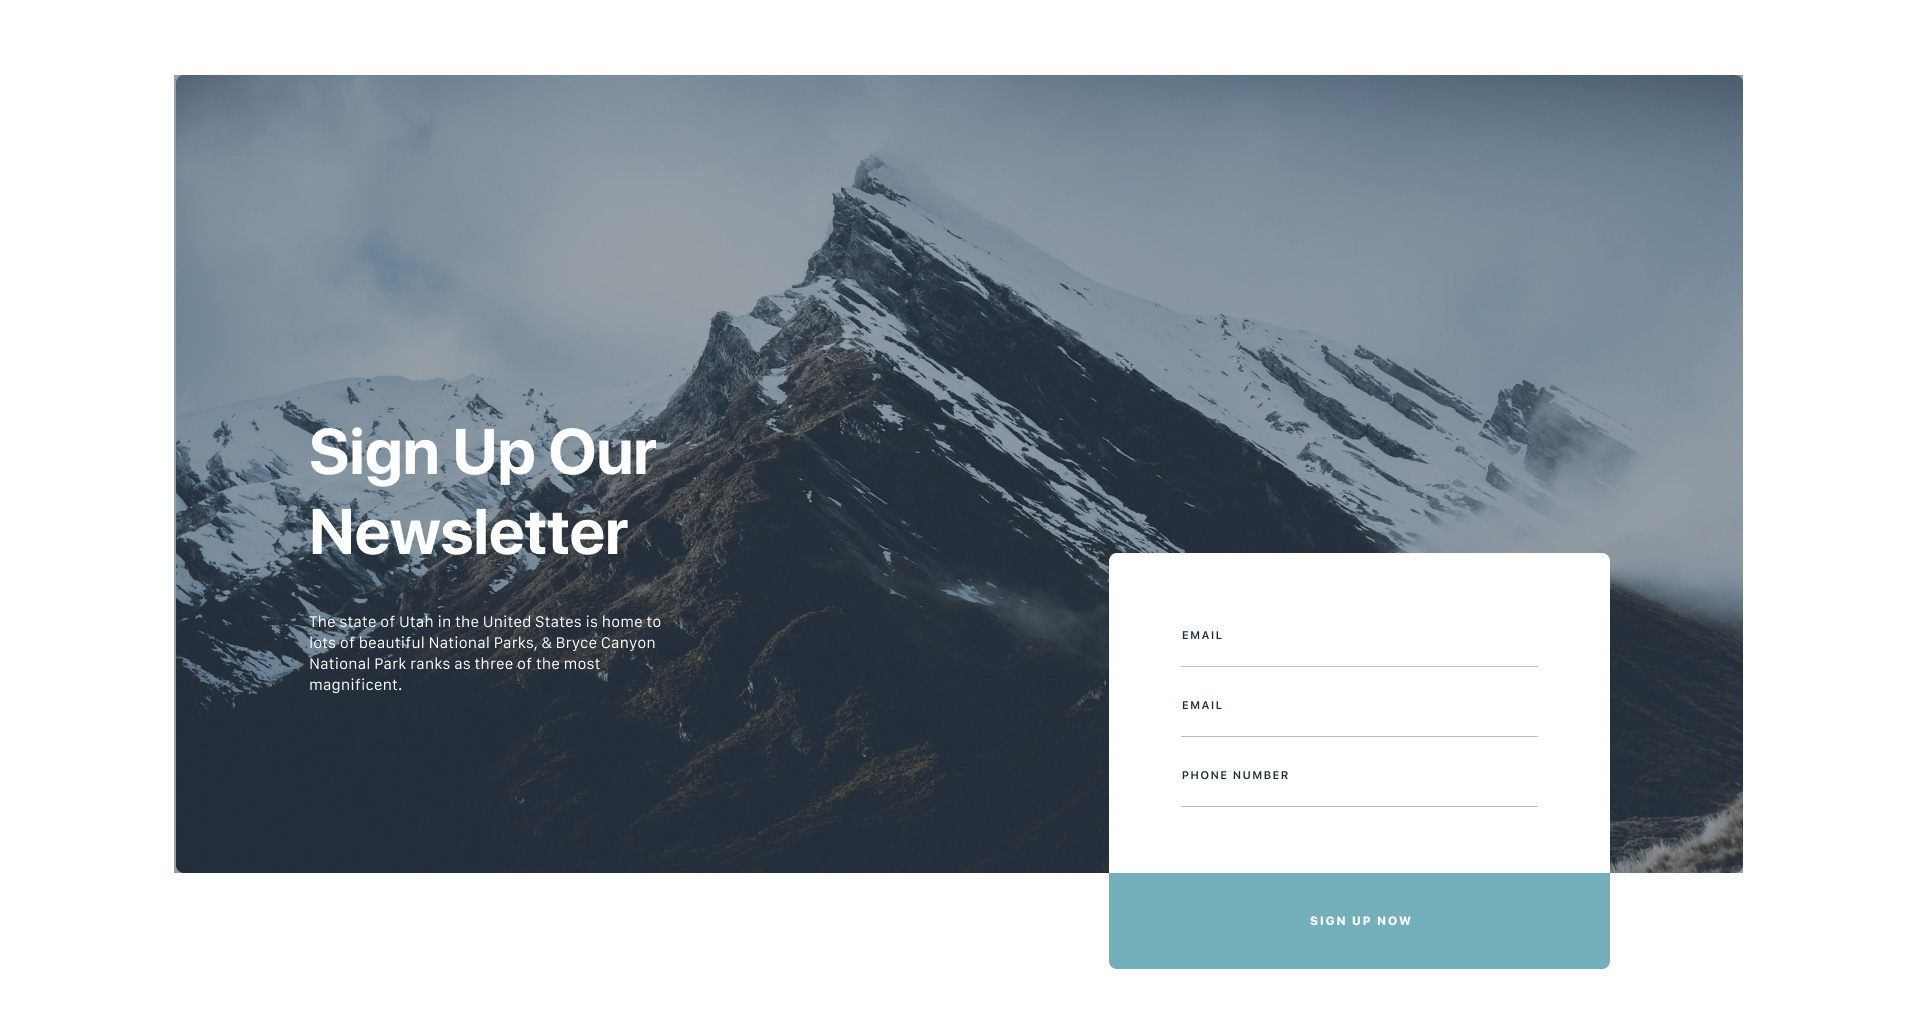 Sign Up Our
Newsletter
The state of Utah in the United States is home to
lots of beautiful National Parks, & Bryce Canyon
National Park ranks as three of the most
magnificent.
EMAIL
EMAIL
PHONE NUMBER
SIGN UP NOW